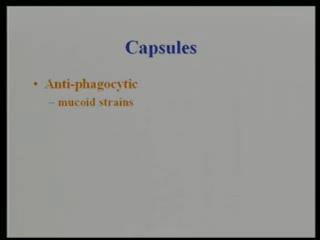 Capsules
• Anti-phagocytic
– mucoid strains